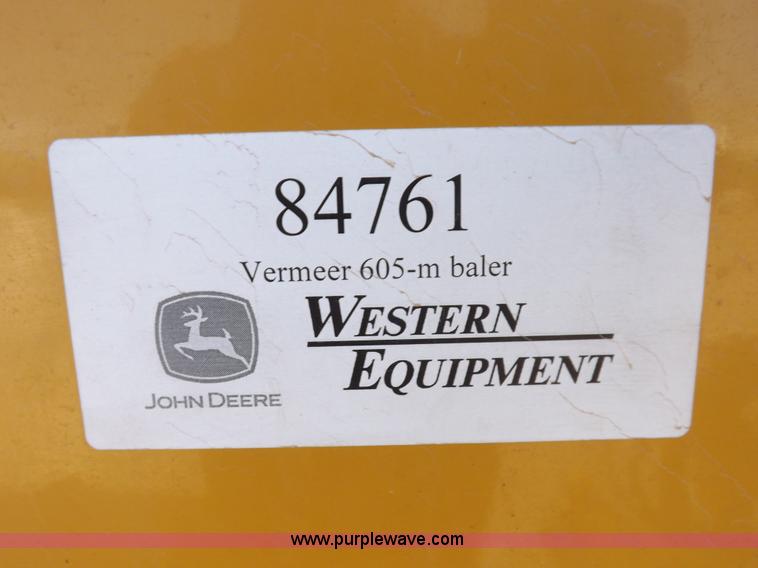 84761
Vermeer 605-m baler
WESTERN
EQUIPMENT
JOHN DEERE
www.purplewave.com